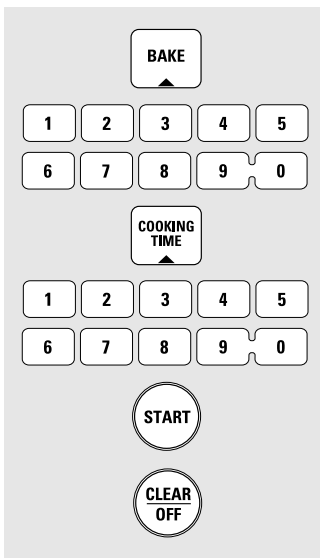 BAKE
1 2 3 4 5
6 7 8 9 0
COOKING
TIME
1 2 3 4 5
6 7 8 9 0
START
CLEAR
OFF